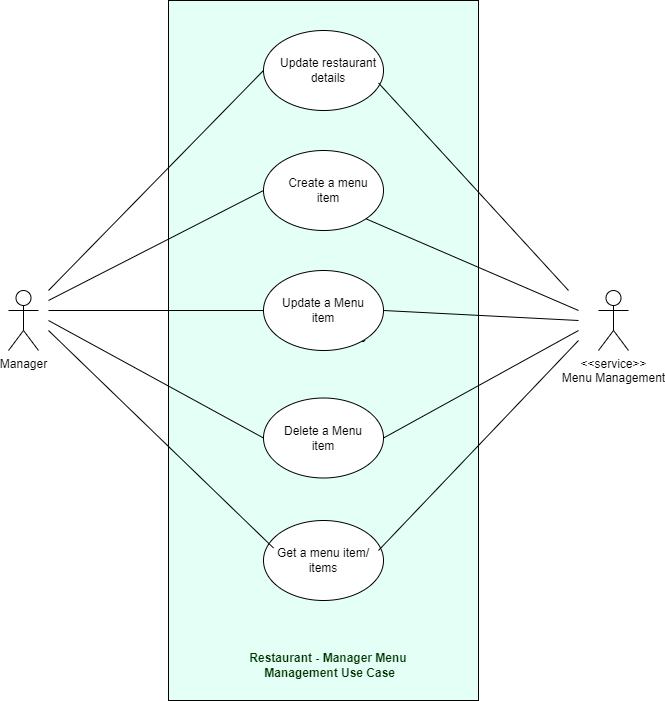 Update restaurant
details
Create a menu
item
Update a Menu
item
Manager
<<service>>
Menu Management
Delete a Menu
item
Get a menu item/
items
Restaurant - Manager Menu
Management Use Case